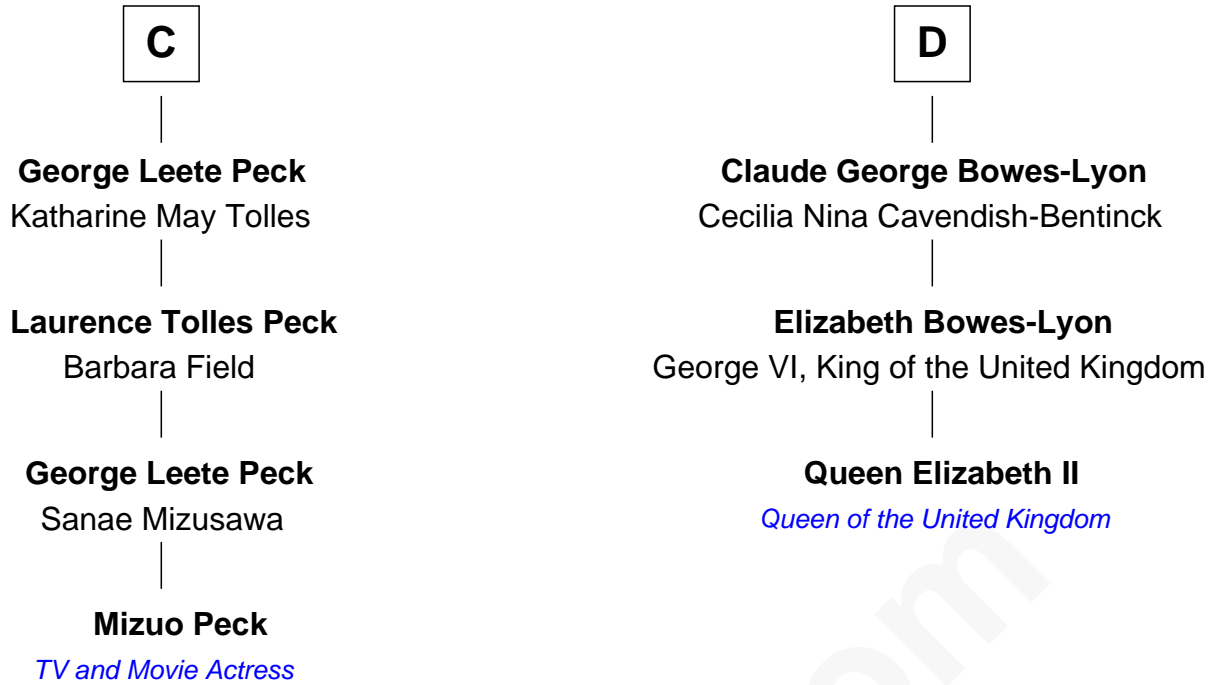 C
George Leete Peck
Katharine May Tolles
Laurence Tolles Peck
Barbara Field
George Leete Peck
Sanae Mizusawa
Mizuo Peck
TV and Movie Actress
D
Claude George Bowes-Lyon
Cecilia Nina Cavendish-Bentinck
Elizabeth Bowes-Lyon
George VI, King of the United Kingdom
Queen Elizabeth II
Queen of the United Kingdom
om